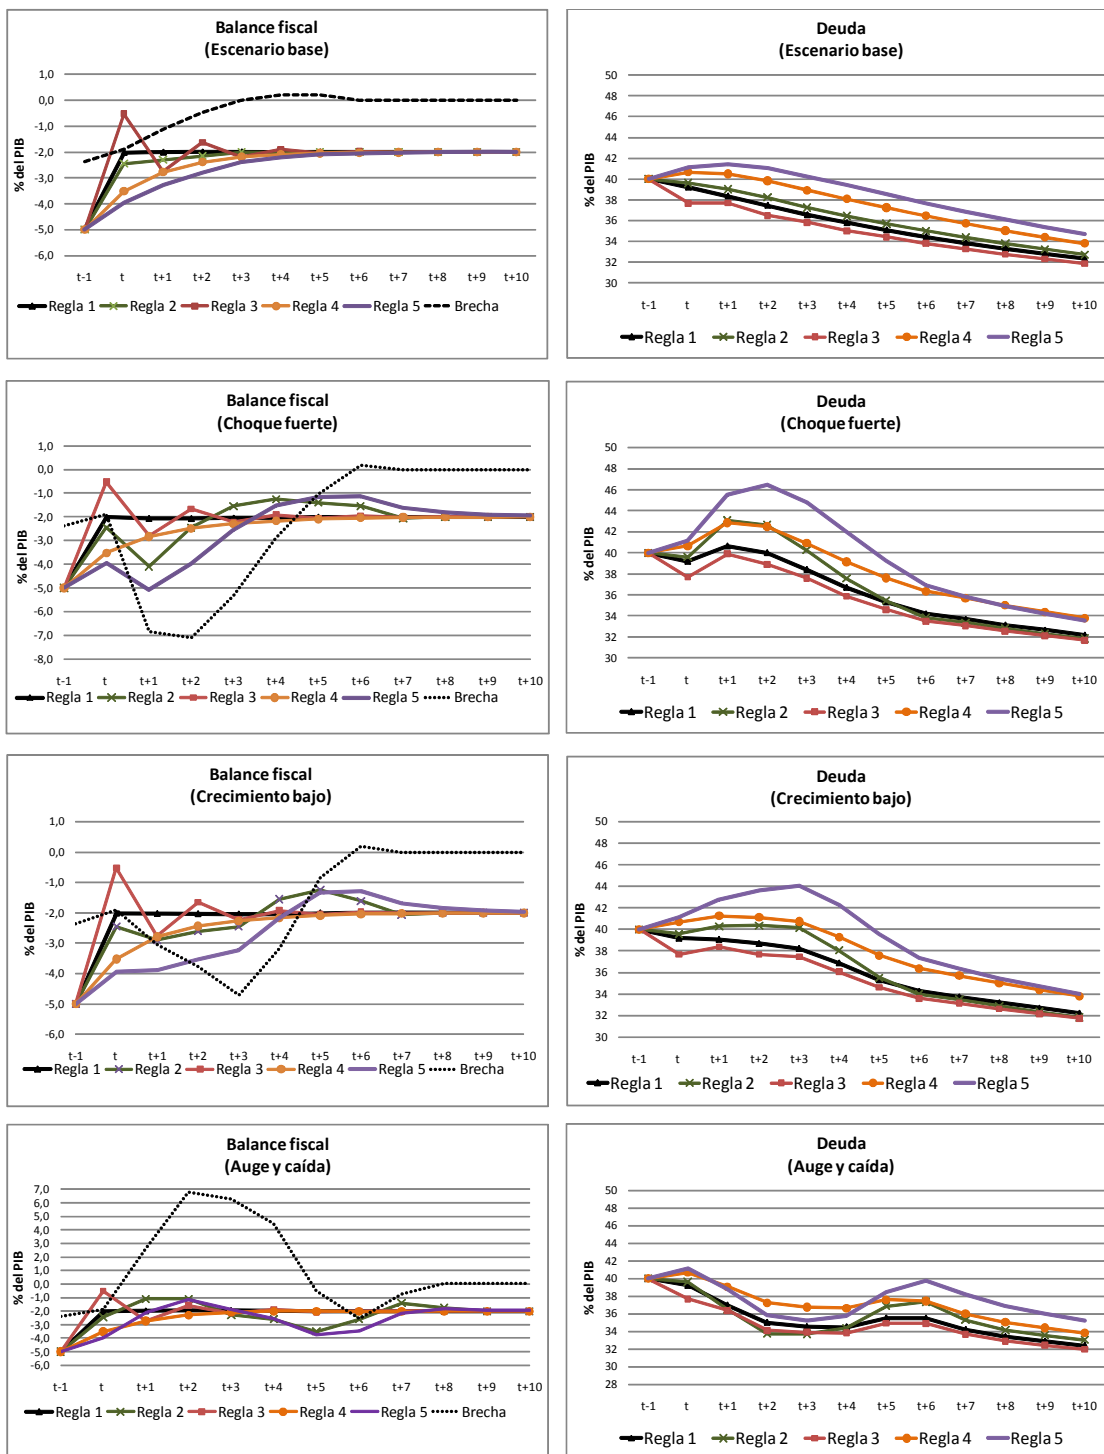 Balance fiscal
(Escenario base)
% del PIB
1,0
0,0
-1,0
-2,0
-3,0
-4,0
-5,0
-6,0
t-1 t t+1 t+2 t+3 t+4 t+5 t+6 t+7 t+8 t+9 t+10
Regla 1 Regla 2 Regla 3 Regla 4 Regla 5 Brecha
Deuda
(Escenario base)
% del PIB
50
48
46
44
42
40
38
36
34
32
30
t-1 t t+1 t+2 t+3 t+4 t+5 t+6 t+7 t+8 t+9 t+10
Regla 1 Regla 2 Regla 3 Regla 4 Regla 5
Balance fiscal
(Choque fuerte)
% del PIB
1,0
0,0
-1,0
-2,0
-3,0
-4,0
-5,0
-6,0
-7,0
-8,0
t-1 t t+1 t+2 t+3 t+4 t+5 t+6 t+7 t+8 t+9 t+10
Regla 1 Regla 2 Regla 3 Regla 4 Regla 5 Brecha
Deuda
(Choque fuerte)
% del PIB
50
48
46
44
42
40
38
36
34
32
30
t-1 t t+1 t+2 t+3 t+4 t+5 t+6 t+7 t+8 t+9 t+10
Regla 1 Regla 2 Regla 3 Regla 4 Regla 5
Balance fiscal
(Crecimiento bajo)
% del PIB
1,0
0,0
-1,0
-2,0
-3,0
-4,0
-5,0
-6,0
t-1 t t+1 t+2 t+3 t+4 t+5 t+6 t+7 t+8 t+9 t+10
Regla 1 Regla 2 Regla 3 Regla 4 Regla 5 Brecha
Deuda
(Crecimiento bajo)
% del PIB
50
48
46
44
42
40
38
36
34
32
30
t-1 t t+1 t+2 t+3 t+4 t+5 t+6 t+7 t+8 t+9 t+10
Regla 1 Regla 2 Regla 3 Regla 4 Regla 5
Balance fiscal
(Auge y caída)
% del PIB
7,0
6,0
5,0
4,0
3,0
2,0
1,0
0,0
-1,0
-2,0
-3,0
-4,0
-5,0
-6,0
t-1 t t+1 t+2 t+3 t+4 t+5 t+6 t+7 t+8 t+9 t+10
Regla 1 Regla 2 Regla 3 Regla 4 Regla 5 Brecha
Deuda
(Auge y caída)
% del PIB
50
48
46
44
42
40
38
36
34
32
30
28
t-1 t t+1 t+2 t+3 t+4 t+5 t+6 t+7 t+8 t+9 t+10
Regla 1 Regla 2 Regla 3 Regla 4 Regla 5